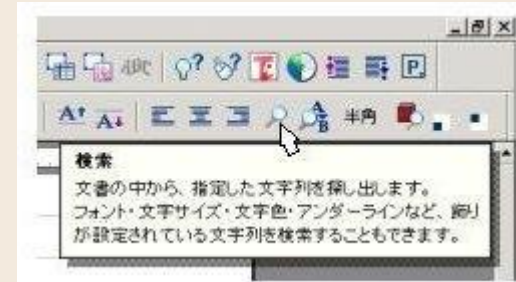 ABC
P.
A A A B 半角
検索
文書の中から、指定した文字列を探し出します。
フォント・文字サイズ・文字色・アンダーラインなど、飾り
が設定されている文字列を検索することもできます。